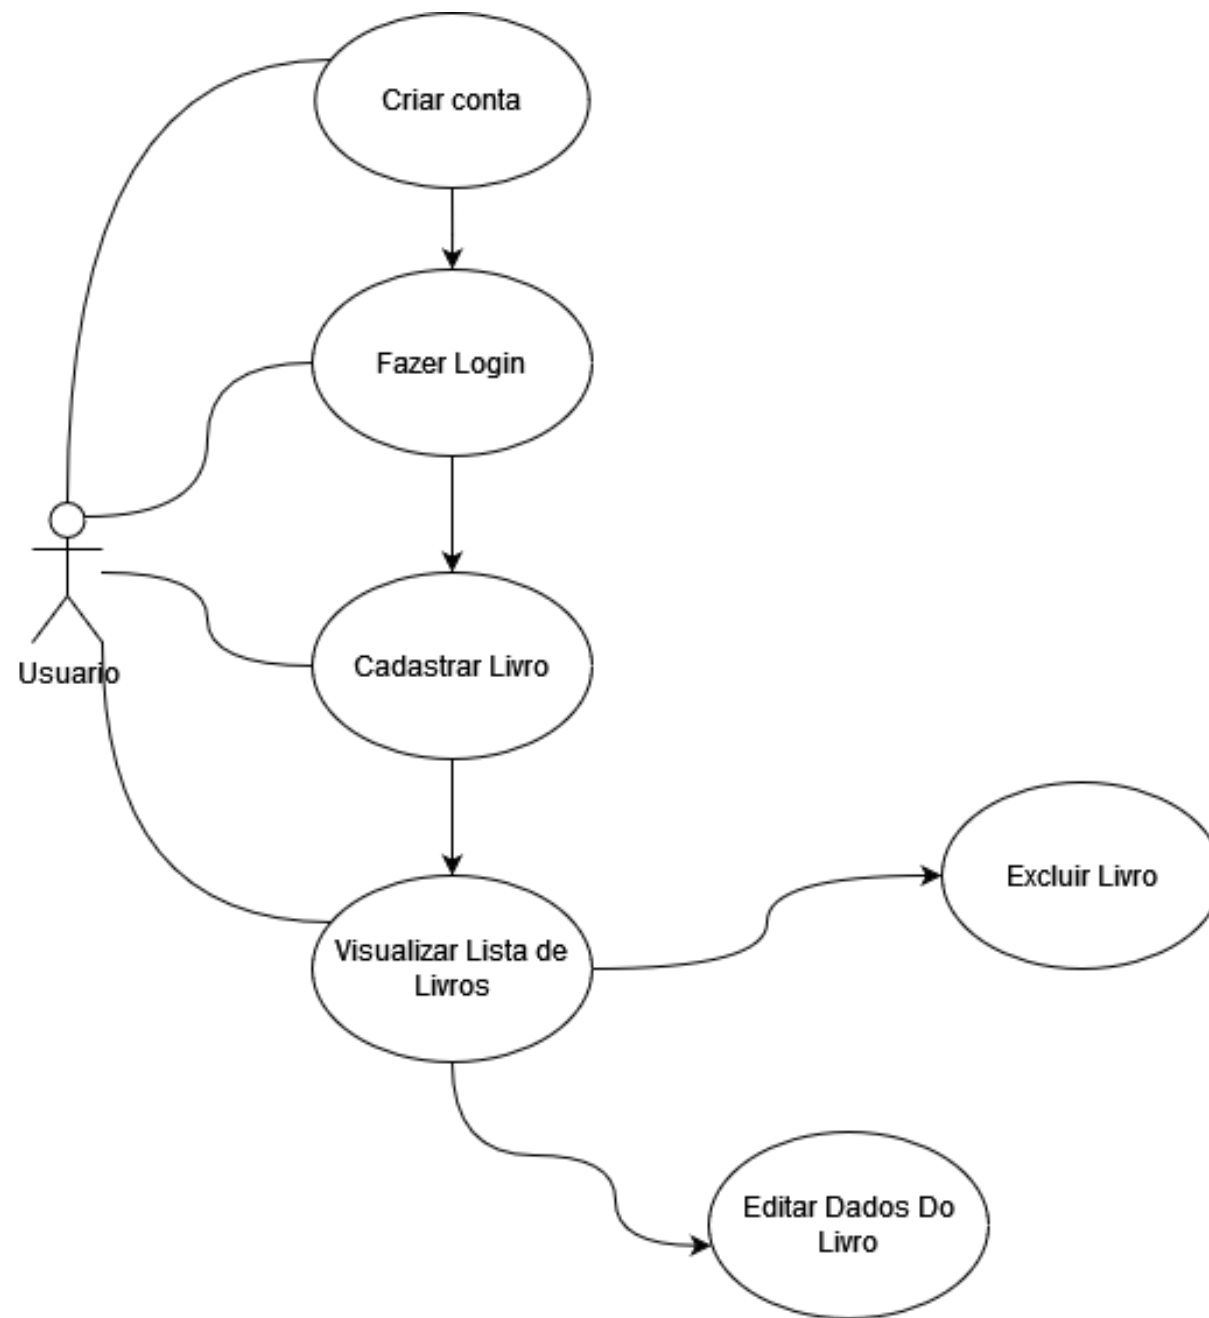 Criar conta
Fazer Login
Usuario
Cadastrar Livro
Excluir Livro
Visualizar Lista de
Livros
Editar Dados Do
Livro